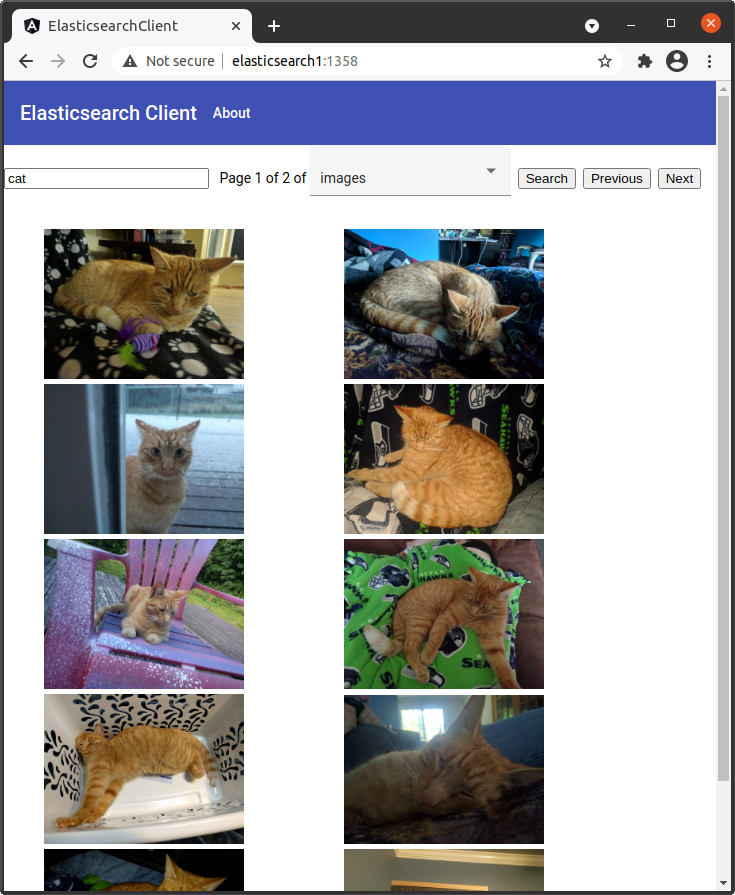 ElasticsearchClient
Not secure elasticsearch1:1358
Elasticsearch Client About
cat Page 1 of 2 of images Search Previous Next
SEAHAWKS
SEAHAWKS
SEA